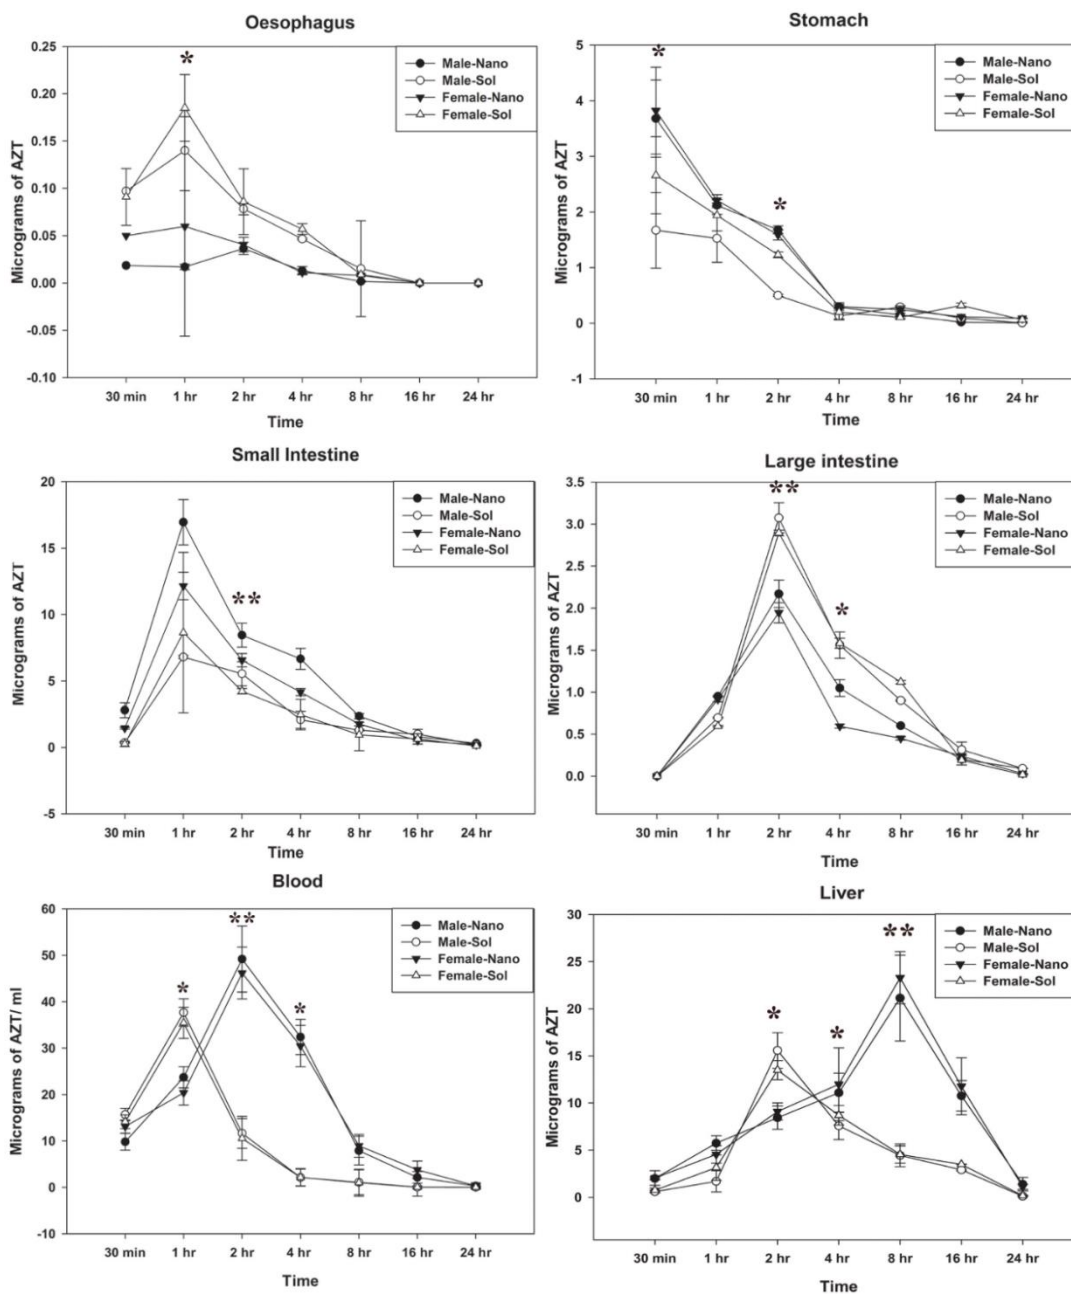 Oesophagus
Micrograms of AZT
0.25
0.20
0.15
0.10
0.05
0.00
-0.05
-0.10
*
Male-Nano
Male-Sol
Female-Nano
Female-Sol
30 min 1 hr 2 hr 4 hr 8 hr 16 hr 24 hr
Time
Stomach
Micrograms of AZT
5
4
3
2
1
0
-1
*
*
Male-Nano
Male-Sol
Female-Nano
Female-Sol
30 min 1 hr 2 hr 4 hr 8 hr 16 hr 24 hr
Time
Small Intestine
Micrograms of AZT
20
15
10
5
0
-5
**
Male-Nano
Male-Sol
Female-Nano
Female-Sol
30 min 1 hr 2 hr 4 hr 8 hr 16 hr 24 hr
Time
Large intestine
Micrograms of AZT
3.5
3.0
2.5
2.0
1.5
1.0
0.5
0.0
**
*
Male-Nano
Male-Sol
Female-Nano
Female-Sol
30 min 1 hr 2 hr 4 hr 8 hr 16 hr 24 hr
Time
Blood
Micrograms of AZT/ ml
60
50
40
30
20
10
0
-10
*
**
*
Male-Nano
Male-Sol
Female-Nano
Female-Sol
30 min 1 hr 2 hr 4 hr 8 hr 16 hr 24 hr
Time
Liver
Micrograms of AZT
30
25
20
15
10
5
0
*
*
**
Male-Nano
Male-Sol
Female-Nano
Female-Sol
30 min 1 hr 2 hr 4 hr 8 hr 16 hr 24 hr
Time